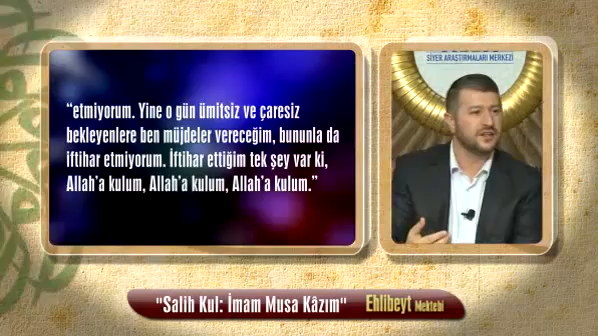 “etmiyorum. Yine o gün ümitsiz ve çaresiz
bekleyenlere ben müjdeler vereceğim, bununla da
iftihar etmiyorum. İftihar ettiğim tek şey var ki,
Allah’a kulum, Allah’a kulum, Allah’a kulum.”
SİYER ARAŞTIRMALARI MERKEZİ
"Salih Kul: İmam Musa Kâzım" Ehlibeyt Mektebi